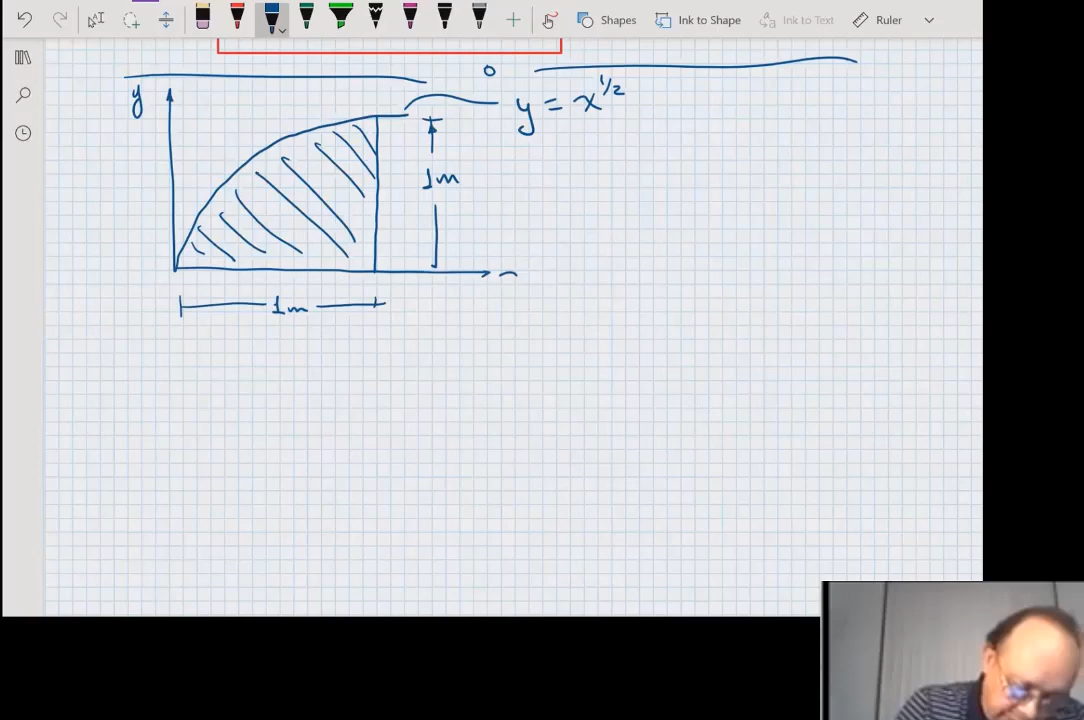 Shapes Ink to Shape Ink to Text Ruler
y
y = x^1/2
1m
1m